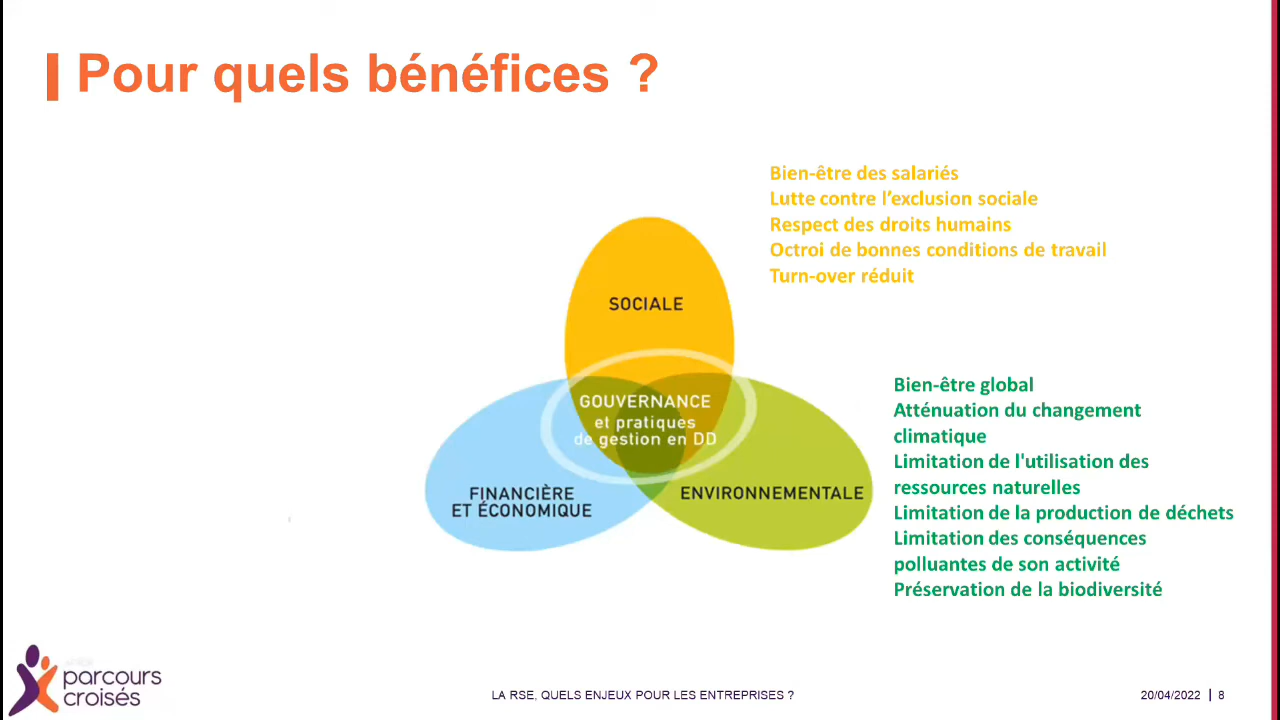 Pour quels bénéfices ?
Bien-être des salariés
Lutte contre l’exclusion sociale
Respect des droits humains
Octroi de bonnes conditions de travail
Turn-over réduit
SOCIALE
GOUVERNANCE
et pratiques
de gestion en DD
FINANCIÈRE
ET ÉCONOMIQUE
ENVIRONNEMENTALE
Bien-être global
Atténuation du changement
climatique
Limitation de l'utilisation des
ressources naturelles
Limitation de la production de déchets
Limitation des conséquences
polluantes de son activité
Préservation de la biodiversité
parcours
croisés
LA RSE, QUELS ENJEUX POUR LES ENTREPRISES ?
20/04/2022 | 8